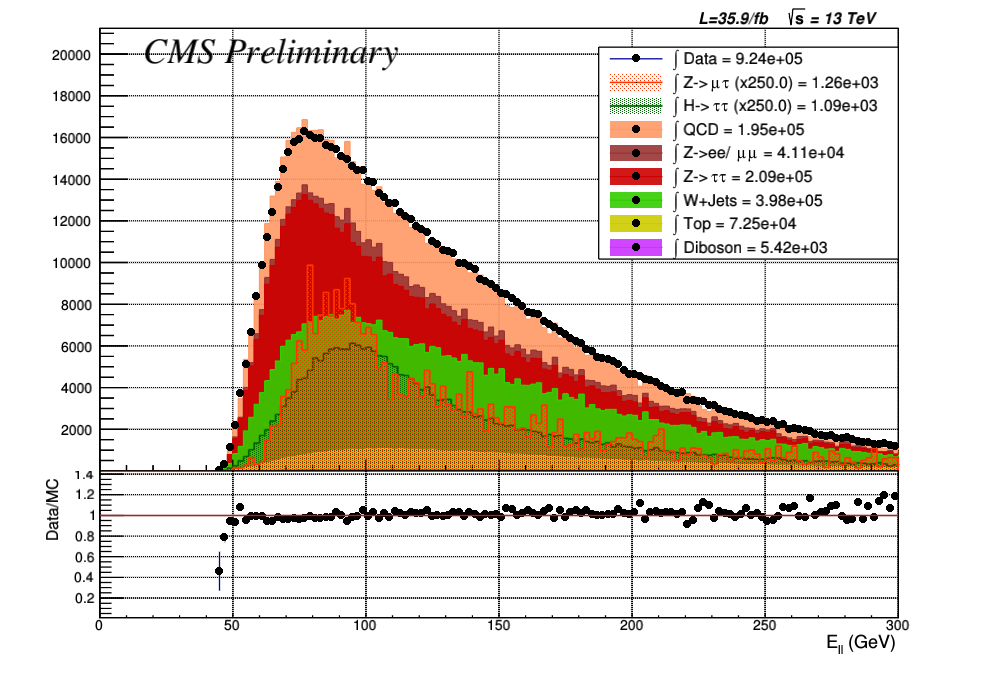 L=35.9/fb √s = 13 TeV
CMS Preliminary
∫ Data = 9.24e+05
∫ Z->μτ (x250.0) = 1.26e+03
∫ H->ττ (x250.0) = 1.09e+03
∫ QCD = 1.95e+05
∫ Z->ee/ μμ = 4.11e+04
∫ Z->ττ = 2.09e+05
∫ W+Jets = 3.98e+05
∫ Top = 7.25e+04
∫ Diboson = 5.42e+03
20000
18000
16000
14000
12000
10000
8000
6000
4000
2000
1.4
1.2
1
0.8
0.6
0.4
0.2
Data/MC
0 50 100 150 200 250 300
E_ll (GeV)